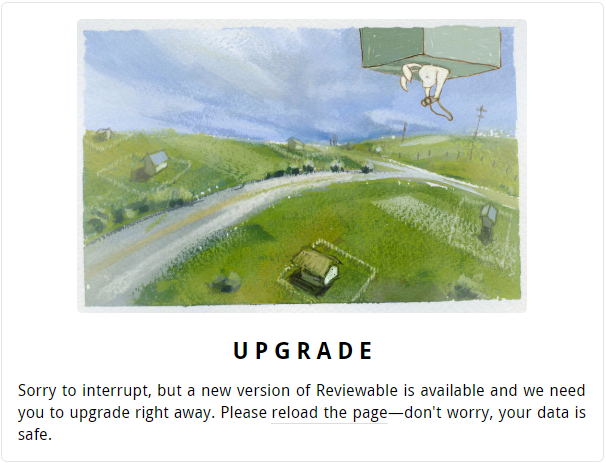 UPGRADE
Sorry to interrupt, but a new version of Reviewable is available and we need
you to upgrade right away. Please reload the page—don't worry, your data is
safe.